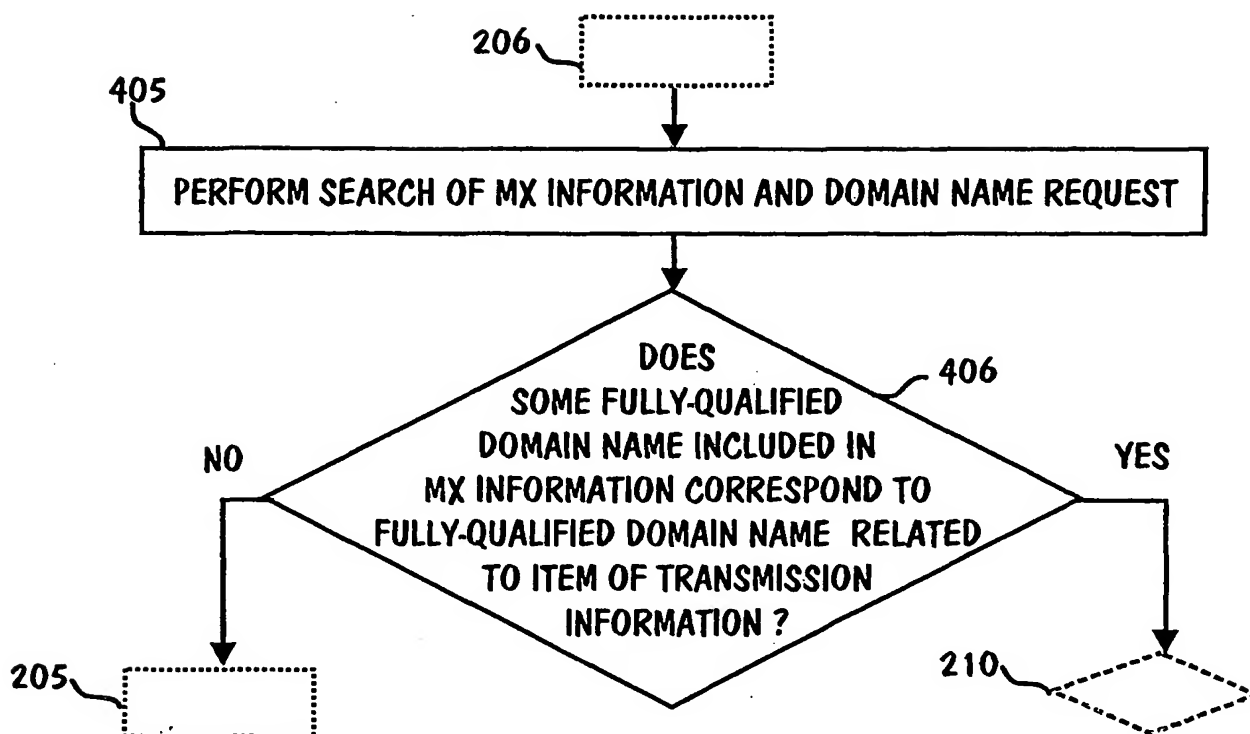 206
405
PERFORM SEARCH OF MX INFORMATION AND DOMAIN NAME REQUEST
DOES
SOME FULLY-QUALIFIED
DOMAIN NAME INCLUDED IN
MX INFORMATION CORRESPOND TO
FULLY-QUALIFIED DOMAIN NAME RELATED
TO ITEM OF TRANSMISSION
INFORMATION ?
406
NO
YES
205
210